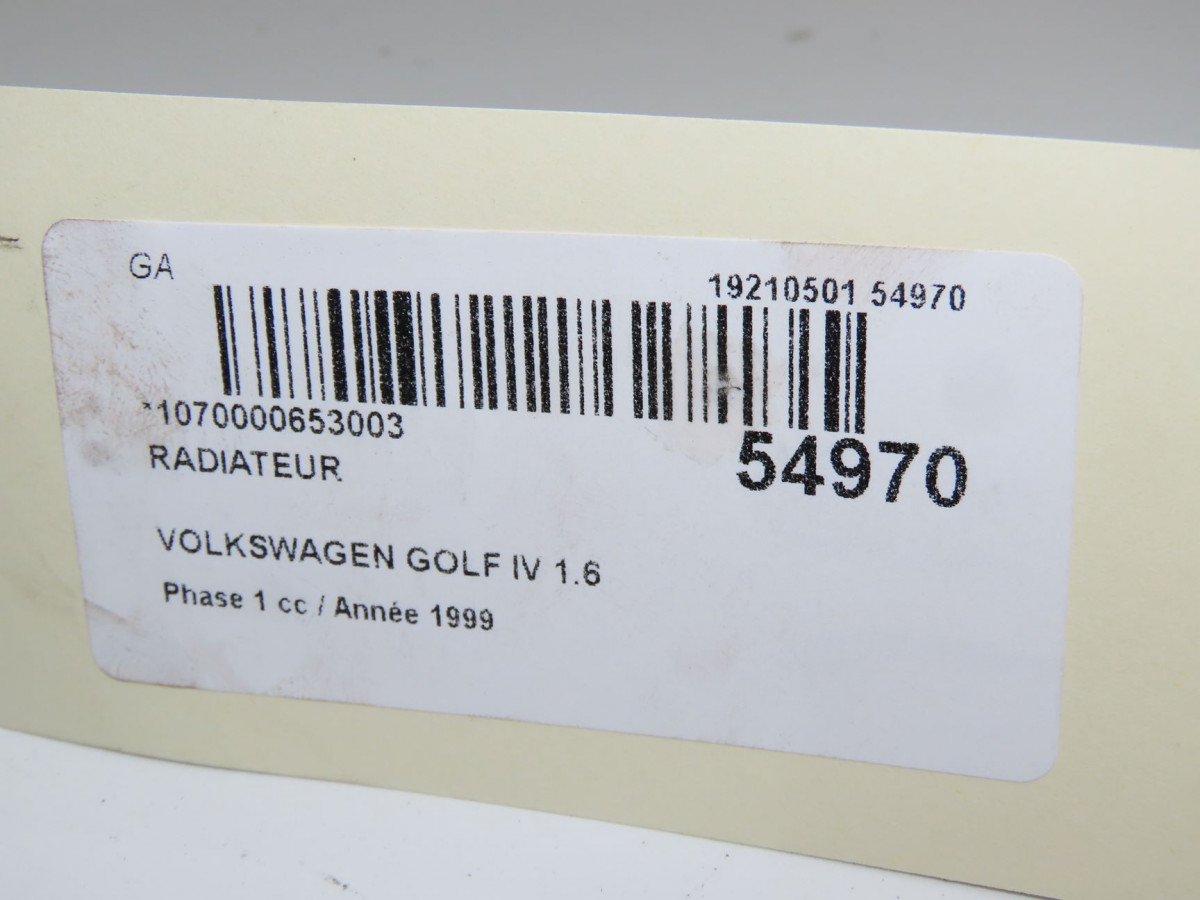 GA
19210501 54970
*1070000653003
54970
RADIATEUR
VOLKSWAGEN GOLF IV 1.6
Phase 1 cc / Année 1999